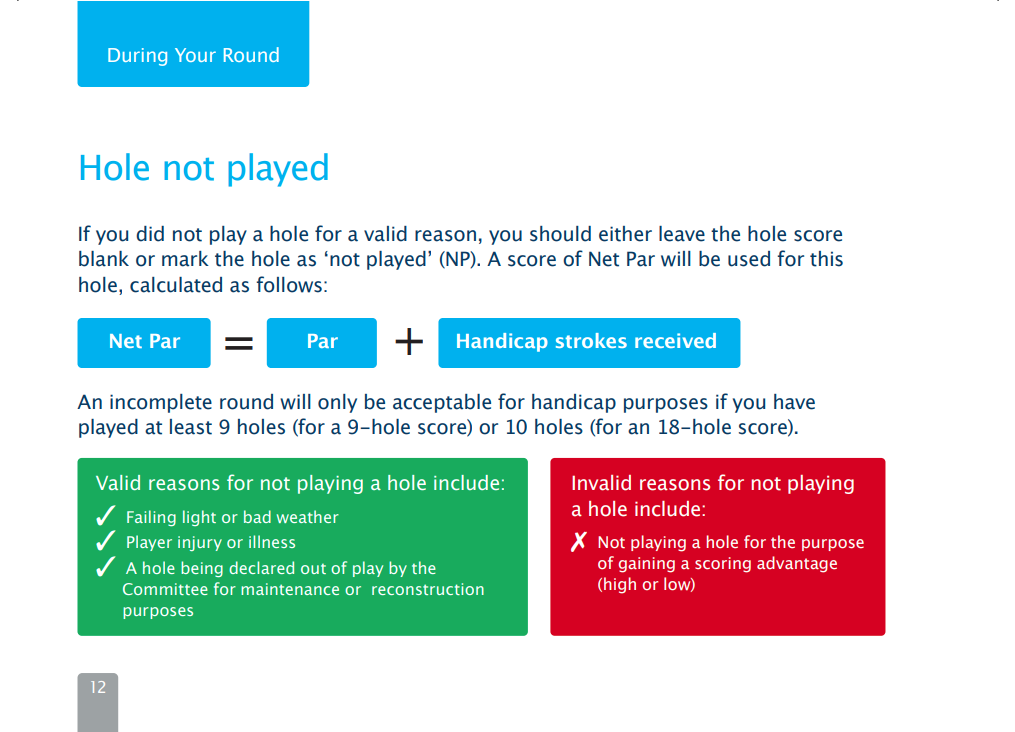 During Your Round
Hole not played
If you did not play a hole for a valid reason, you should either leave the hole score
blank or mark the hole as ‘not played’ (NP). A score of Net Par will be used for this
hole, calculated as follows:
Net Par = Par + Handicap strokes received
An incomplete round will only be acceptable for handicap purposes if you have
played at least 9 holes (for a 9-hole score) or 10 holes (for an 18-hole score).
Valid reasons for not playing a hole include:
✓ Failing light or bad weather
✓ Player injury or illness
✓ A hole being declared out of play by the
Committee for maintenance or reconstruction
purposes
Invalid reasons for not playing
a hole include:
✗ Not playing a hole for the purpose
of gaining a scoring advantage
(high or low)
12